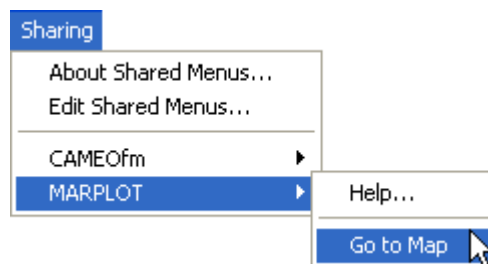 Sharing
About Shared Menus...
Edit Shared Menus...
CAMEOfm
MARPLOT
Help...
Go to Map